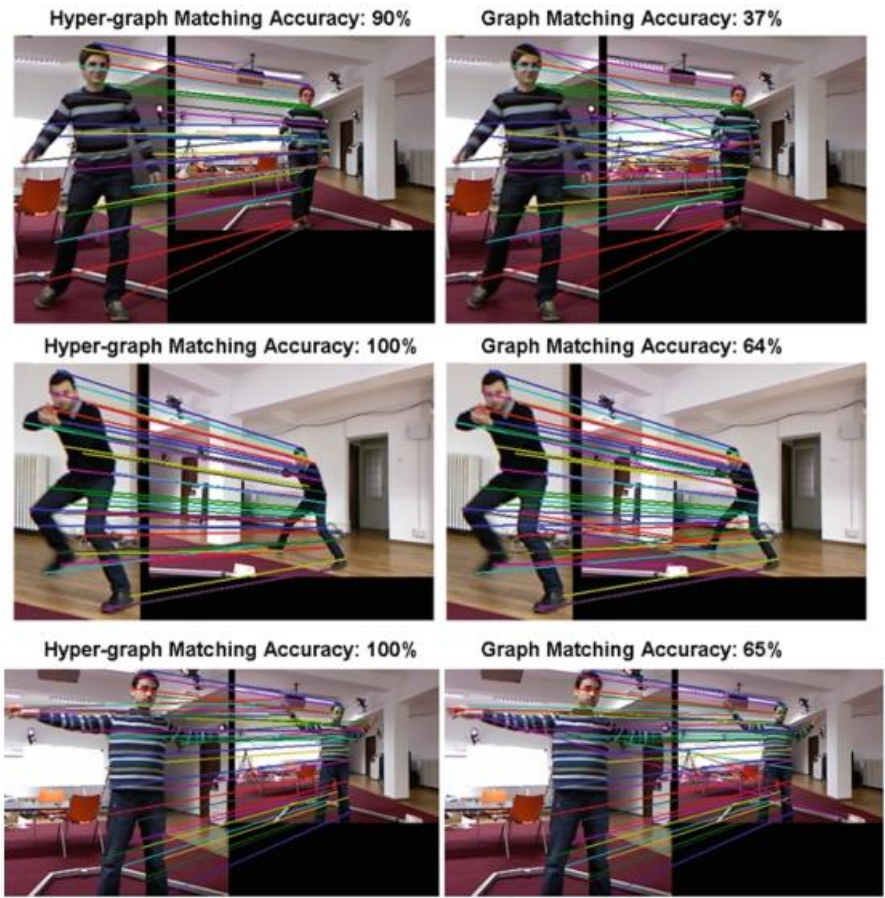 Hyper-graph Matching Accuracy: 90%
Graph Matching Accuracy: 37%
Hyper-graph Matching Accuracy: 100%
Graph Matching Accuracy: 64%
Hyper-graph Matching Accuracy: 100%
Graph Matching Accuracy: 65%